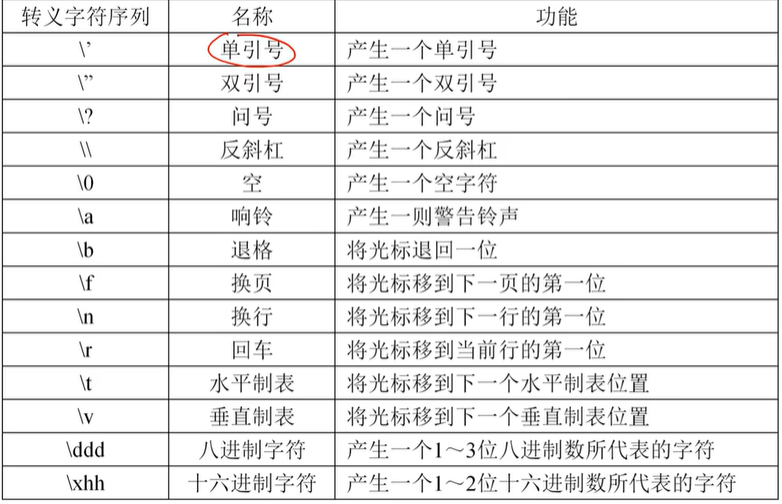 转义字符序列 名称 功能
\’ 单引号 产生一个单引号
\” 双引号 产生一个双引号
\? 问号 产生一个问号
\\ 反斜杠 产生一个反斜杠
\0 空 产生一个空字符
\a 响铃 产生一则警告铃声
\b 退格 将光标退回一位
\f 换页 将光标移到下一页的第一位
\n 换行 将光标移到下一行的第一位
\r 回车 将光标移到当前行的第一位
\t 水平制表 将光标移到下一个水平制表位置
\v 垂直制表 将光标移到下一个垂直制表位置
\ddd 八进制字符 产生一个1～3位八进制数所代表的字符
\xhh 十六进制字符 产生一个1～2位十六进制数所代表的字符